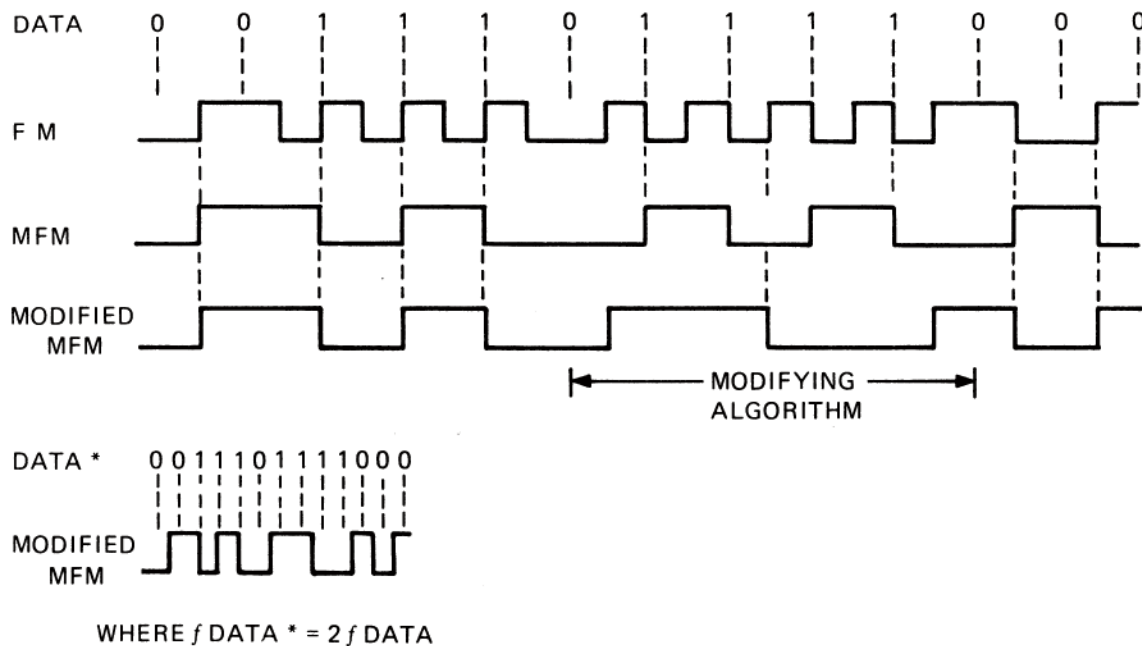 DATA 0 0 1 1 1 0 1 1 1 1 0 0 0
F M
MFM
MODIFIED
MFM
MODIFYING
ALGORITHM
DATA * 0 0 1 1 1 0 1 1 1 1 0 0 0
MODIFIED
MFM
WHERE f DATA * = 2 f DATA